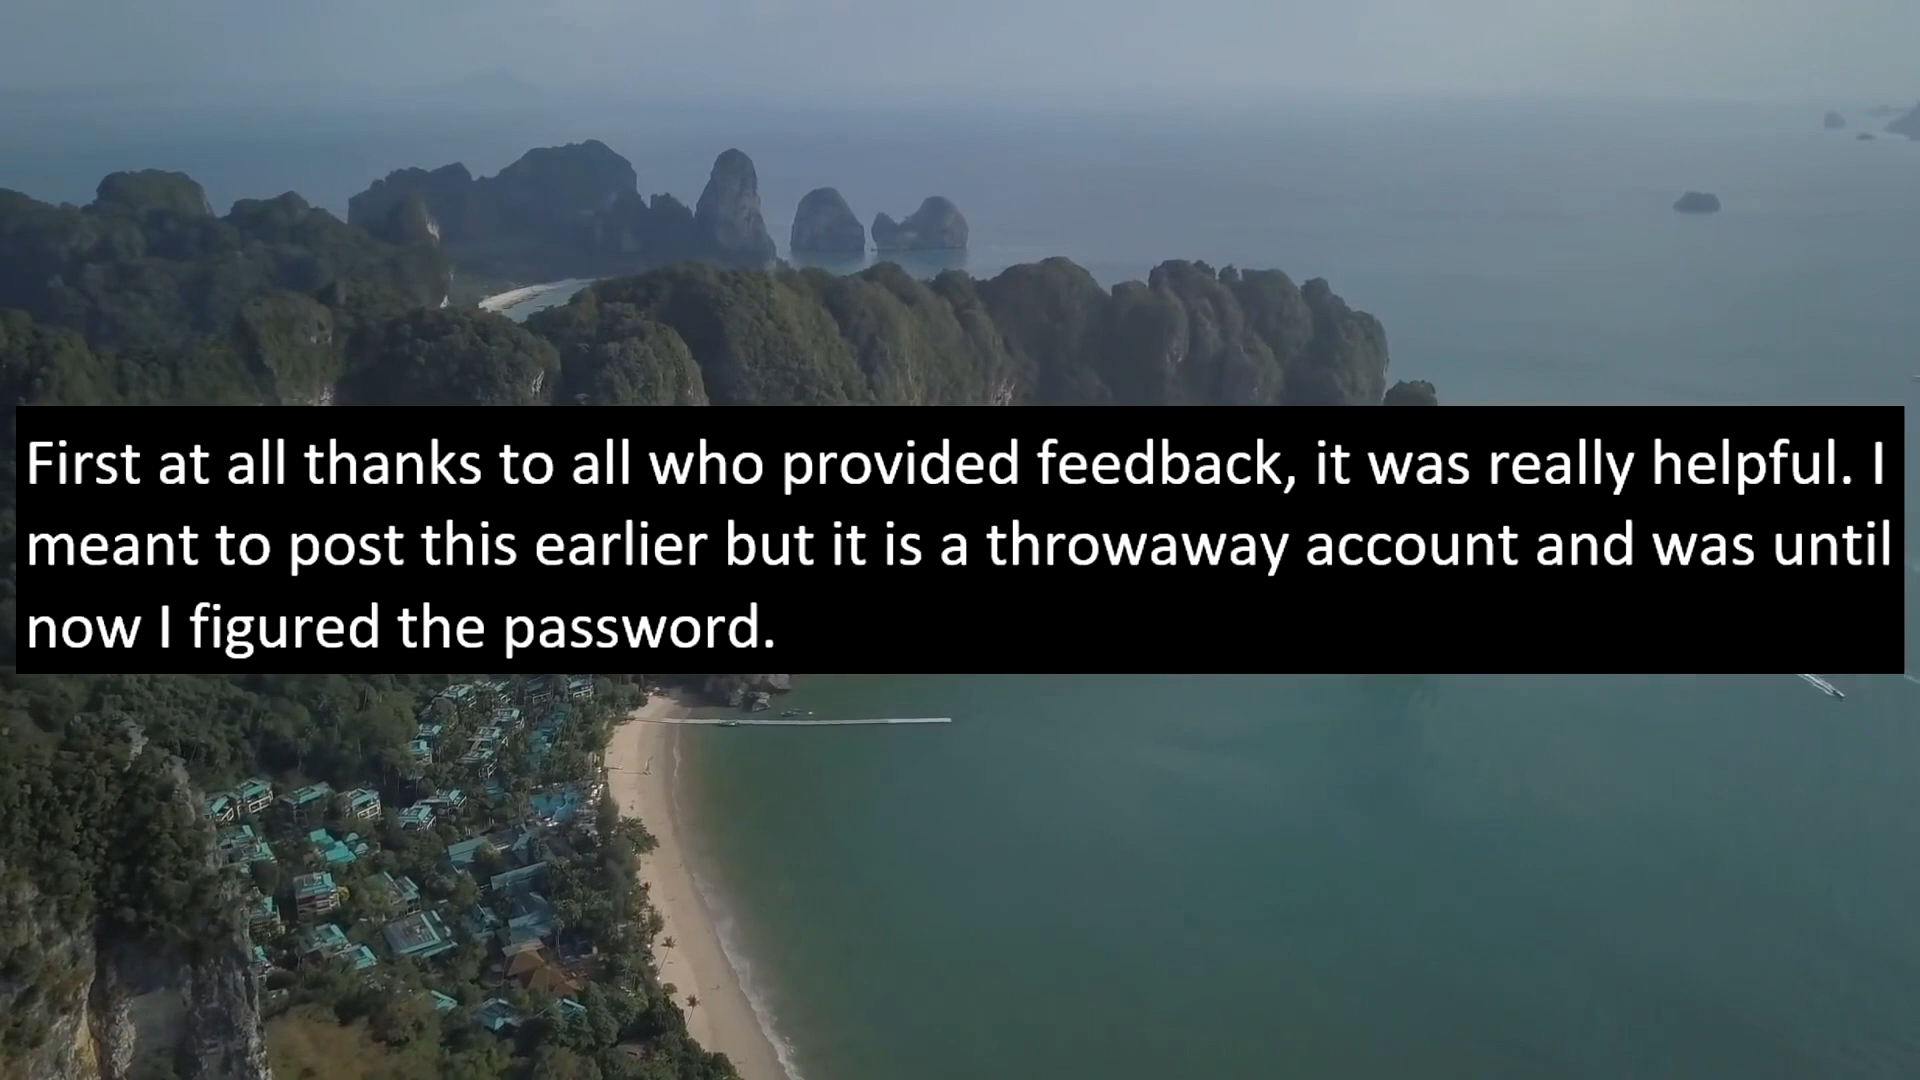 First at all thanks to all who provided feedback, it was really helpful. I
meant to post this earlier but it is a throwaway account and was until
now I figured the password.